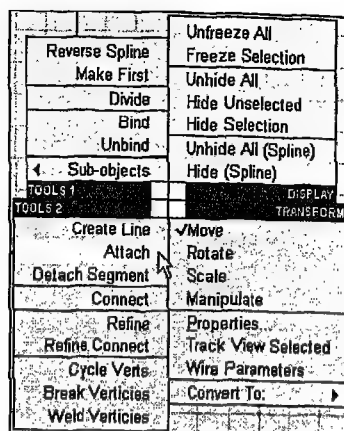 Unfreeze All
Freeze Selection
Unhide All
Hide Unselected
Hide Selection
Unhide All (Spline)
Hide (Spline)
DISPLAY
Reverse Spline
Make First
Divide
Bind
Unbind
Sub-objects
TOOLS 1
TOOLS 2
Create Line
Attach
Detach Segment
Connect
Refine
Refine Connect
Cycle Verts
Break Verticies
Weld Verticies
TRANSFORM
Move
Rotate
Scale
Manipulate
Properties
Track View Selected
Wire Parameters
Convert To: